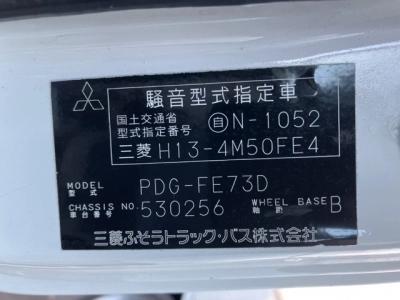 騒音型式指定車
国土交通省
型式指定番号 自N-1052
三菱 H13-4M50FE4
MODEL
型式 PDG-FE73D
CHASSIS NO.
車台番号 530256 WHEEL BASE
軸距 B
三菱ふそうトラック・バス株式会社